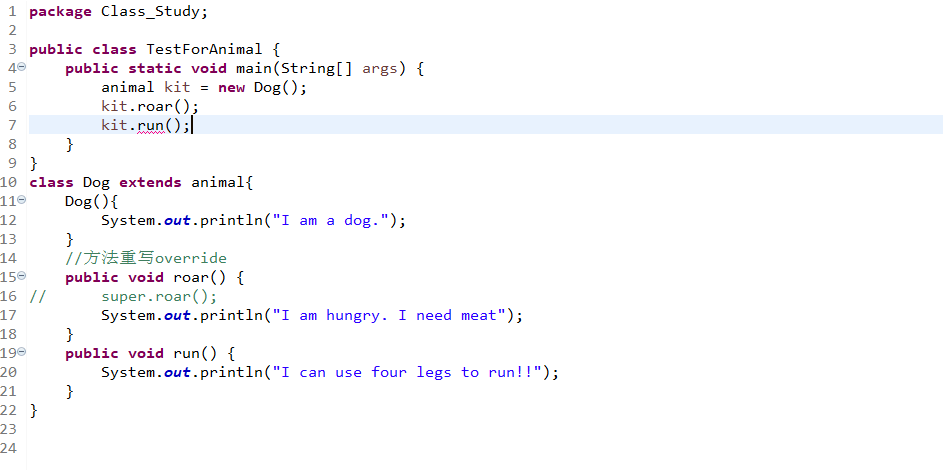 1 package Class_Study;
2
3 public class TestForAnimal {
4 public static void main(String[] args) {
5 animal kit = new Dog();
6 kit.roar();
7 kit.run();
8 }
9 }
10 class Dog extends animal{
11 Dog(){
12 System.out.println("I am a dog.");
13 }
14 //方法重写override
15 public void roar() {
16 // super.roar();
17 System.out.println("I am hungry. I need meat");
18 }
19 public void run() {
20 System.out.println("I can use four legs to run!!");
21 }
22 }
23
24